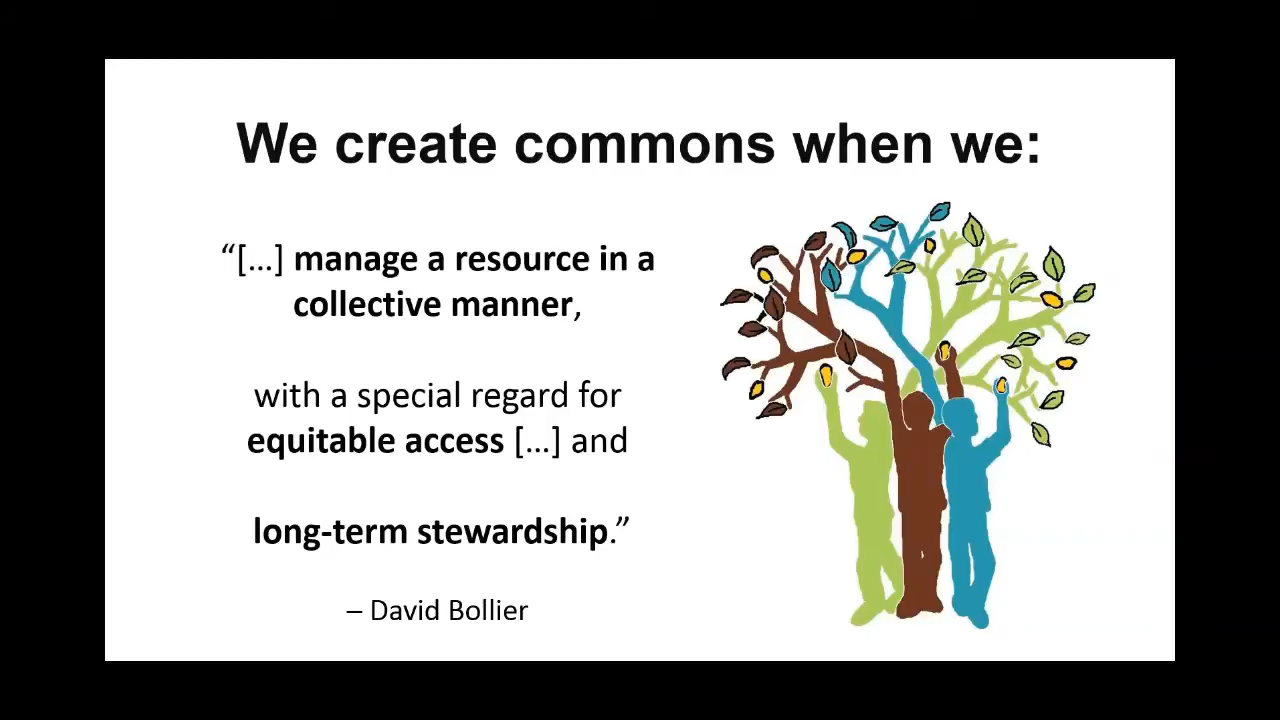 We create commons when we:
“[...] manage a resource in a
collective manner,
with a special regard for
equitable access [...] and
long-term stewardship.”
– David Bollier